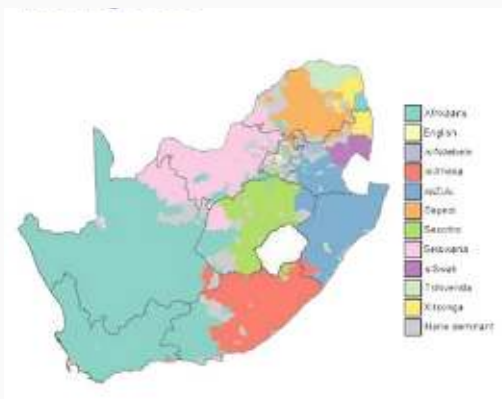 Afrikaans
English
isiNdebele
isiXhosa
isiZulu
Sepedi
Sesotho
Setswana
siSwati
Tshivenda
Xitsonga
None dominant